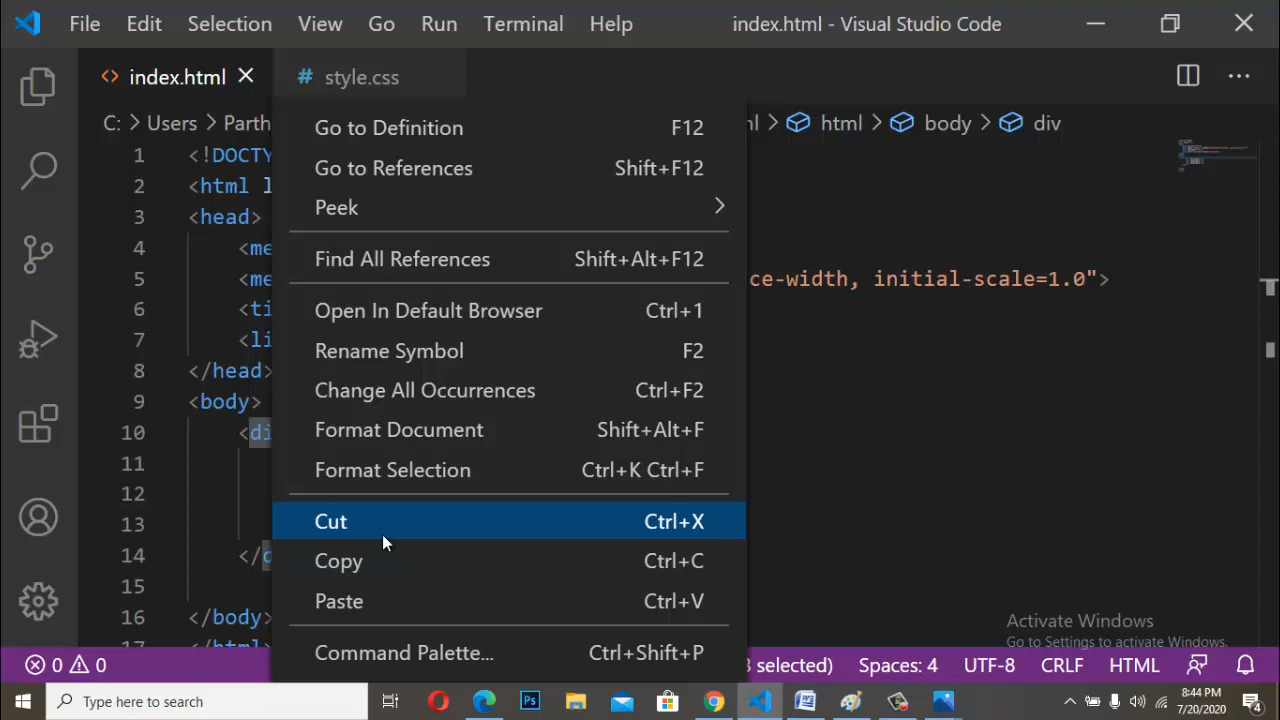 File Edit Selection View Go Run Terminal Help index.html - Visual Studio Code
index.html style.css
C: > Users > Parth html > body > div
1 <!DOCTY
2 <html l
3 <head>
4 <me
5 <me ce-width, initial-scale=1.0">
6 <ti
7 <li
8 </head>
9 <body>
10 <di
11
12
13
14 </d
15
16 </body>
17 </html>
Go to Definition F12
Go to References Shift+F12
Peek
Find All References Shift+Alt+F12
Open In Default Browser Ctrl+1
Rename Symbol F2
Change All Occurrences Ctrl+F2
Format Document Shift+Alt+F
Format Selection Ctrl+K Ctrl+F
Cut Ctrl+X
Copy Ctrl+C
Paste Ctrl+V
Command Palette... Ctrl+Shift+P
Activate Windows
Go to Settings to activate Windows.
0 0 selected) Spaces: 4 UTF-8 CRLF HTML
Type here to search
8:44 PM
7/20/2020
4